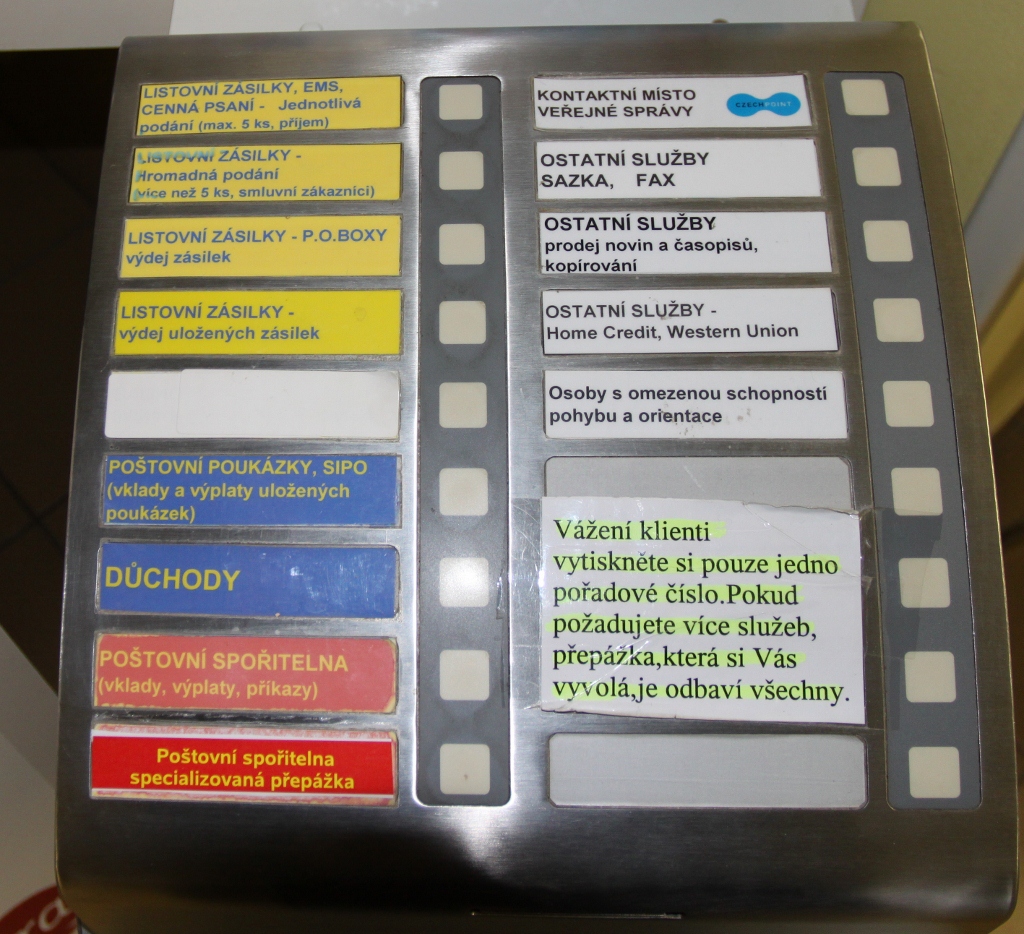 LISTOVNÍ ZÁSILKY, EMS,
CENNÁ PSANÍ - Jednotlivá
podání (max. 5 ks, příjem)
LISTOVNÍ ZÁSILKY -
Hromadná podání
více než 5 ks, smluvní zákazníci)
LISTOVNÍ ZÁSILKY - P.O.BOXY
výdej zásilek
LISTOVNÍ ZÁSILKY -
výdej uložených zásilek
POŠTOVNÍ POUKÁZKY, SIPO
(vklady a výplaty uložených
poukázek)
DŮCHODY
POŠTOVNÍ SPOŘITELNA
(vklady, výplaty, příkazy)
Poštovní spořitelna
specializovaná přepážka
KONTAKTNÍ MÍSTO
VEŘEJNÉ SPRÁVY
CZECHPOINT
OSTATNÍ SLUŽBY
SAZKA, FAX
OSTATNÍ SLUŽBY
prodej novin a časopisů,
kopírování
OSTATNÍ SLUŽBY -
Home Credit, Western Union
Osoby s omezenou schopností
pohybu a orientace
Vážení klienti
vytiskněte si pouze jedno
pořadové číslo.Pokud
požadujete více služeb,
přepážka,která si Vás
vyvolá,je odbaví všechny.